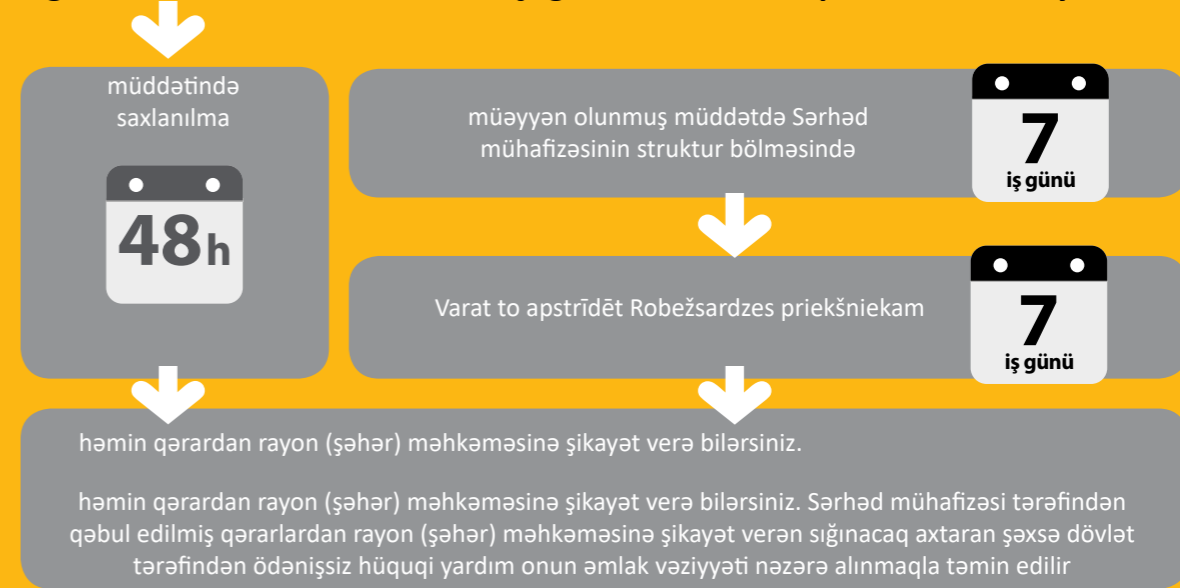 müddətində
saxlanılma
48h
müəyyən olunmuş müddətdə Sərhəd
mühafizəsinin struktur bölməsində
7
iş günü
Varat to apstrīdēt Robežsardzes priekšniekam
7
iş günü
həmin qərardan rayon (şəhər) məhkəməsinə şikayət verə bilərsiniz.
həmin qərardan rayon (şəhər) məhkəməsinə şikayət verə bilərsiniz. Sərhəd mühafizəsi tərəfindən
qəbul edilmiş qərarlardan rayon (şəhər) məhkəməsinə şikayət verən sığınacaq axtaran şəxsə dövlət
tərəfindən ödənişsiz hüquqi yardım onun əmlak vəziyyəti nəzərə alınmaqla təmin edilir